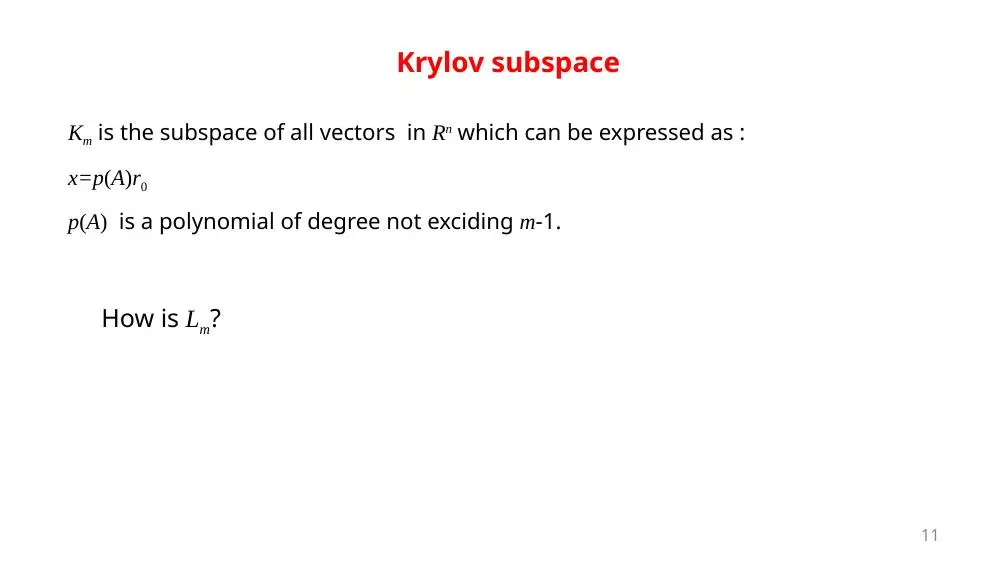 Krylov subspace
Kₘ is the subspace of all vectors in Rⁿ which can be expressed as :
x=p(A)r₀
p(A) is a polynomial of degree not exciding m-1.
How is Lₘ?
11